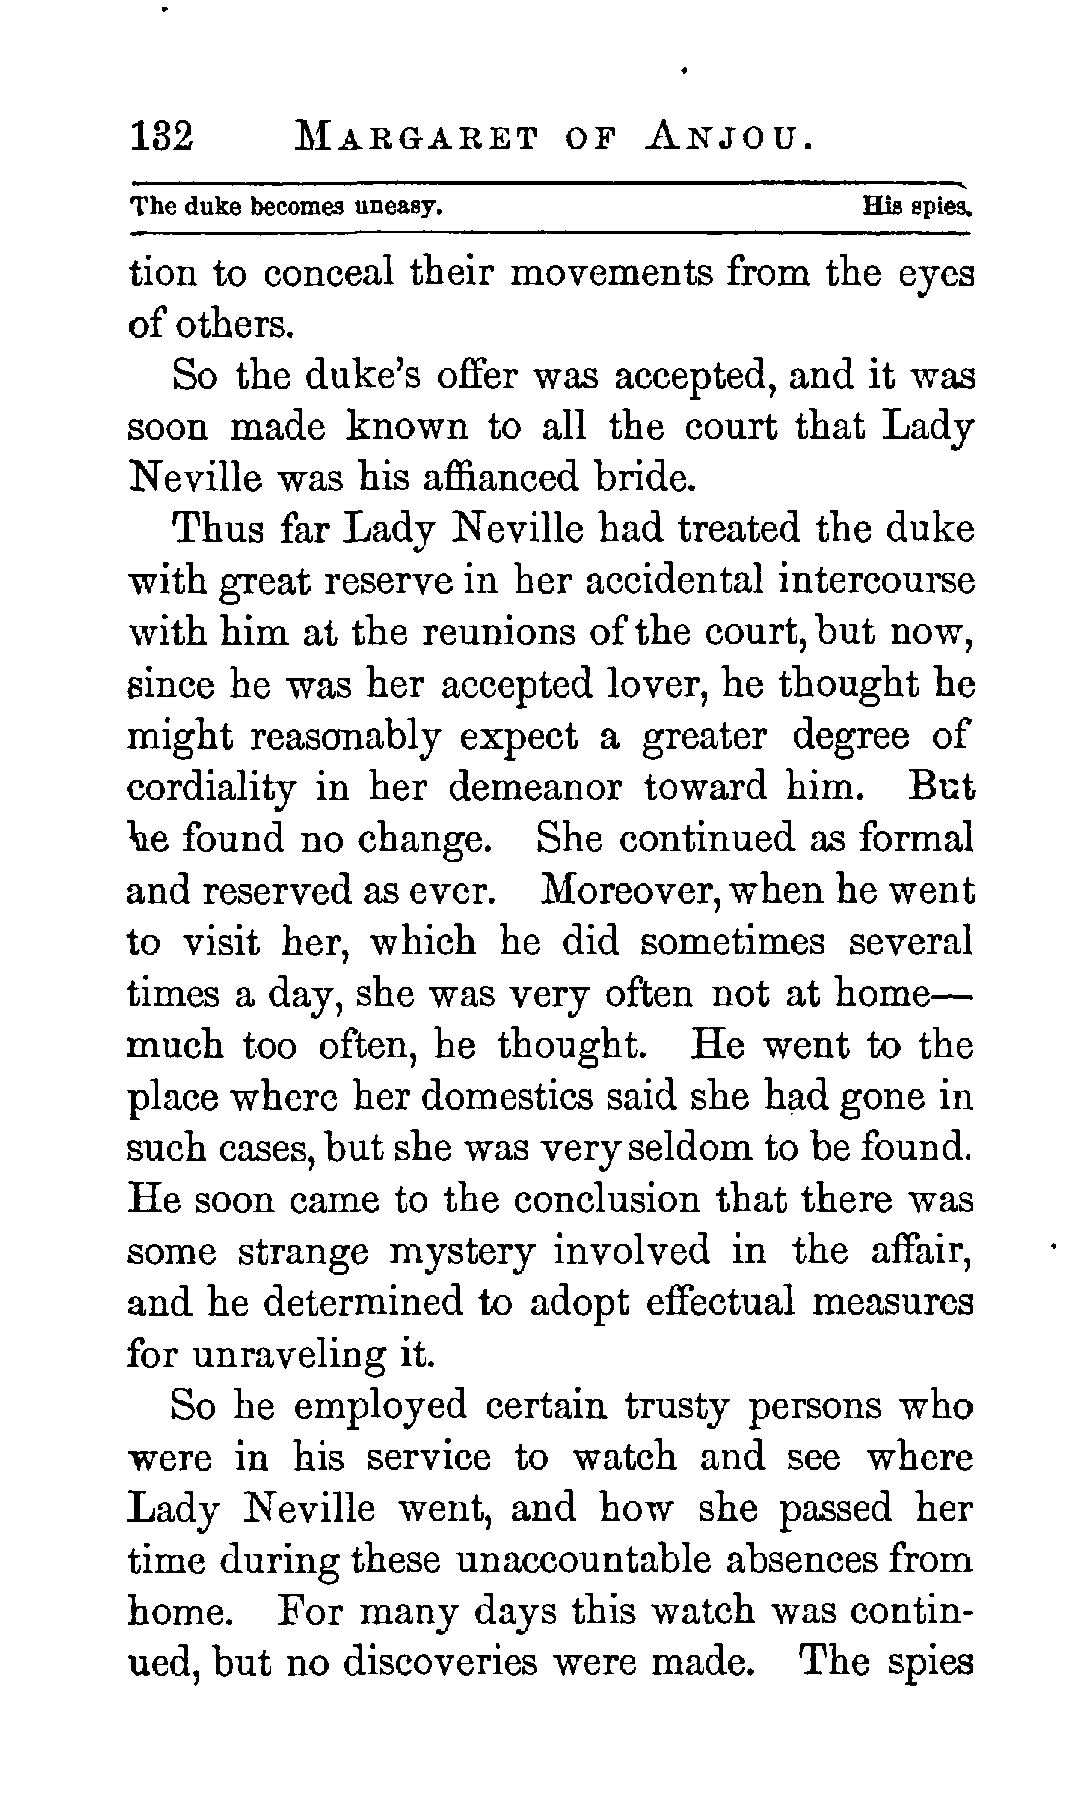 132 MARGARET OF ANJOU.
The duke becomes uneasy. His spies.
tion to conceal their movements from the eyes
of others.
So the duke's offer was accepted, and it was
soon made known to all the court that Lady
Neville was his affianced bride.
Thus far Lady Neville had treated the duke
with great reserve in her accidental intercourse
with him at the reunions of the court, but now,
since he was her accepted lover, he thought he
might reasonably expect a greater degree of
cordiality in her demeanor toward him. But
he found no change. She continued as formal
and reserved as ever. Moreover, when he went
to visit her, which he did sometimes several
times a day, she was very often not at home—
much too often, he thought. He went to the
place where her domestics said she had gone in
such cases, but she was very seldom to be found.
He soon came to the conclusion that there was
some strange mystery involved in the affair,
and he determined to adopt effectual measures
for unraveling it.
So he employed certain trusty persons who
were in his service to watch and see where
Lady Neville went, and how she passed her
time during these unaccountable absences from
home. For many days this watch was contin-
ued, but no discoveries were made. The spies